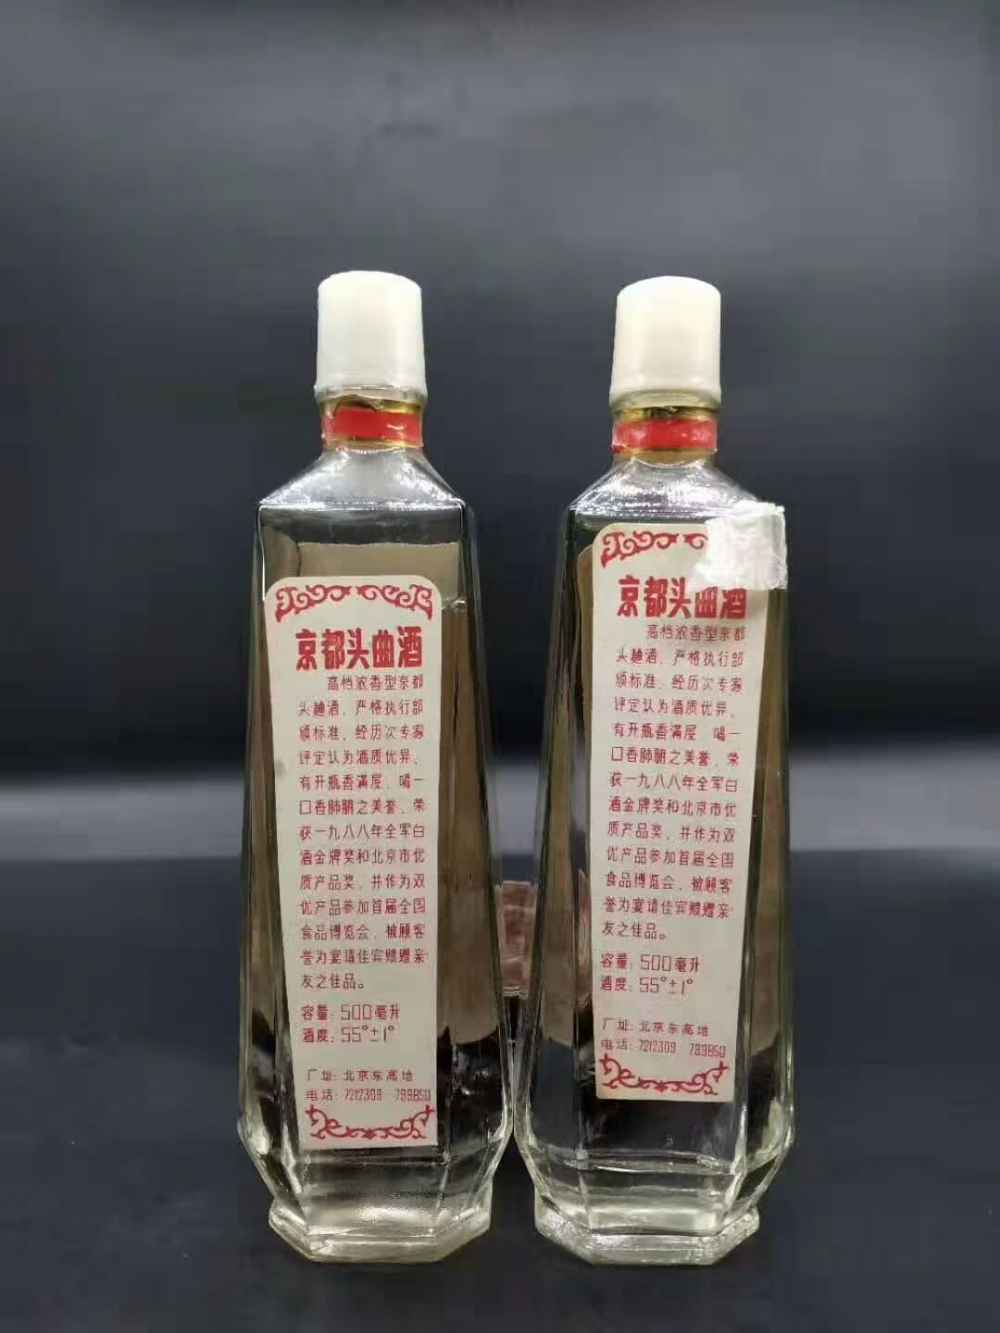 京都头曲酒
高档浓香型京都
头麯酒、严格执行部
颁标准、经历次专家
评定认为酒质优异、
有开瓶香满屋、喝一
口香肺腑之美誉、荣
获一九八八年全军白
酒金牌奖和北京市优
质产品奖、并作为双
优产品参加首届全国
食品博览会、被顾客
誉为宴请佳宾馈赠亲
友之佳品。
容量：500毫升
酒度：55°±1°
厂址：北京东高地
电话：7212309 799850
京都头曲酒
高档浓香型京都
头麯酒、严格执行部
颁标准、经历次专家
评定认为酒质优异、
有开瓶香满屋、喝一
口香肺腑之美誉、荣
获一九八八年全军白
酒金牌奖和北京市优
质产品奖、并作为双
优产品参加首届全国
食品博览会、被顾客
誉为宴请佳宾馈赠亲
友之佳品。
容量：500毫升
酒度：55°±1°
厂址：北京东高地
电话：7212309